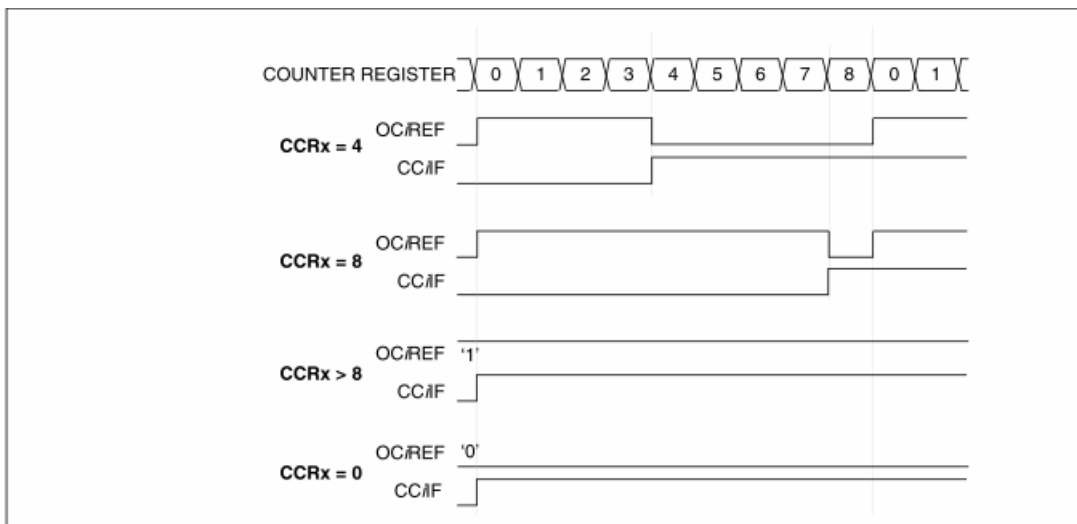 COUNTER REGISTER 0 1 2 3 4 5 6 7 8 0 1
OCiREF
CCRx = 4
CCiIF
OCiREF
CCRx = 8
CCiIF
OCiREF '1'
CCRx > 8
CCiIF
OCiREF '0'
CCRx = 0
CCiIF